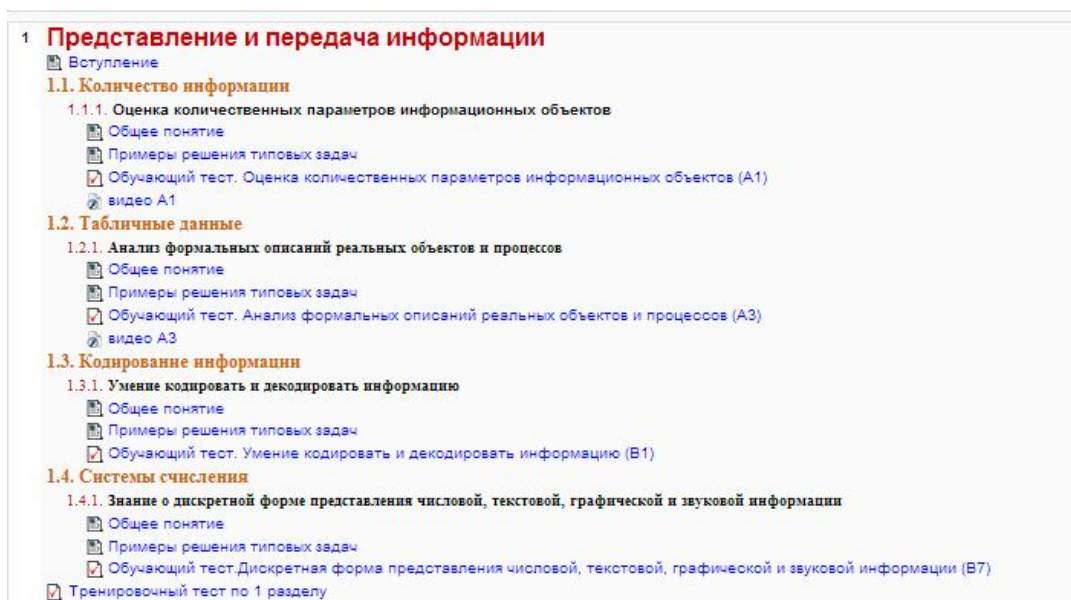 1 Представление и передача информации
Вступление
1.1. Количество информации
1.1.1. Оценка количественных параметров информационных объектов
Общее понятие
Примеры решения типовых задач
Обучающий тест. Оценка количественных параметров информационных объектов (А1)
видео А1
1.2. Табличные данные
1.2.1. Анализ формальных описаний реальных объектов и процессов
Общее понятие
Примеры решения типовых задач
Обучающий тест. Анализ формальных описаний реальных объектов и процессов (А3)
видео А3
1.3. Кодирование информации
1.3.1. Умение кодировать и декодировать информацию
Общее понятие
Примеры решения типовых задач
Обучающий тест. Умение кодировать и декодировать информацию (В1)
1.4. Системы счисления
1.4.1. Знание о дискретной форме представления числовой, текстовой, графической и звуковой информации
Общее понятие
Примеры решения типовых задач
Обучающий тест.Дискретная форма представления числовой, текстовой, графической и звуковой информации (В7)
Тренировочный тест по 1 разделу